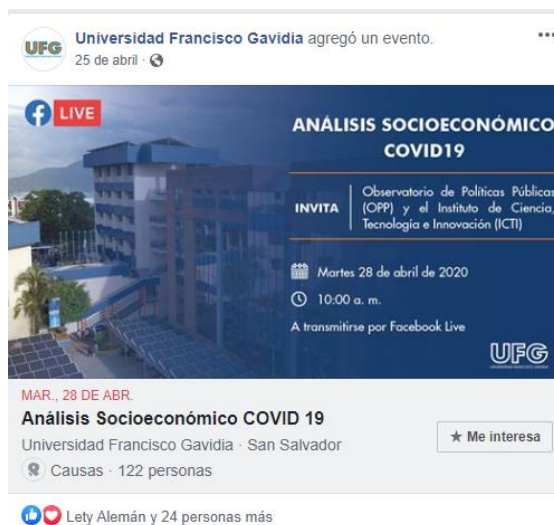 UFG
Universidad Francisco Gavidia agregó un evento.
25 de abril ·
LIVE
ANÁLISIS SOCIOECONÓMICO
COVID19
INVITA
Observatorio de Políticas Públicas
(OPP) y el Instituto de Ciencia,
Tecnología e Innovación (ICTI)
Martes 28 de abril de 2020
10:00 a. m.
A transmitirse por Facebook Live
UFG
MAR., 28 DE ABR.
Análisis Socioeconómico COVID 19
Universidad Francisco Gavidia · San Salvador
Causas · 122 personas
★ Me interesa
Lety Alemán y 24 personas más